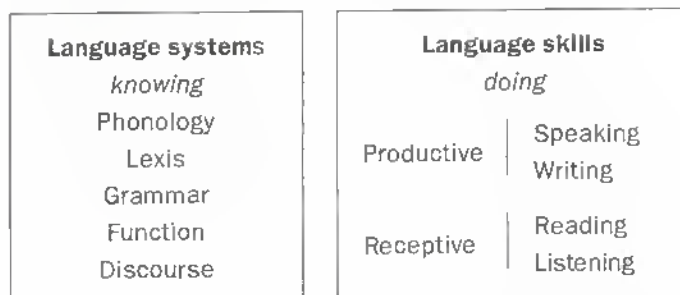 Language systems
knowing
Phonology
Lexis
Grammar
Function
Discourse
Language skills
doing
Productive
Speaking
Writing
Receptive
Reading
Listening